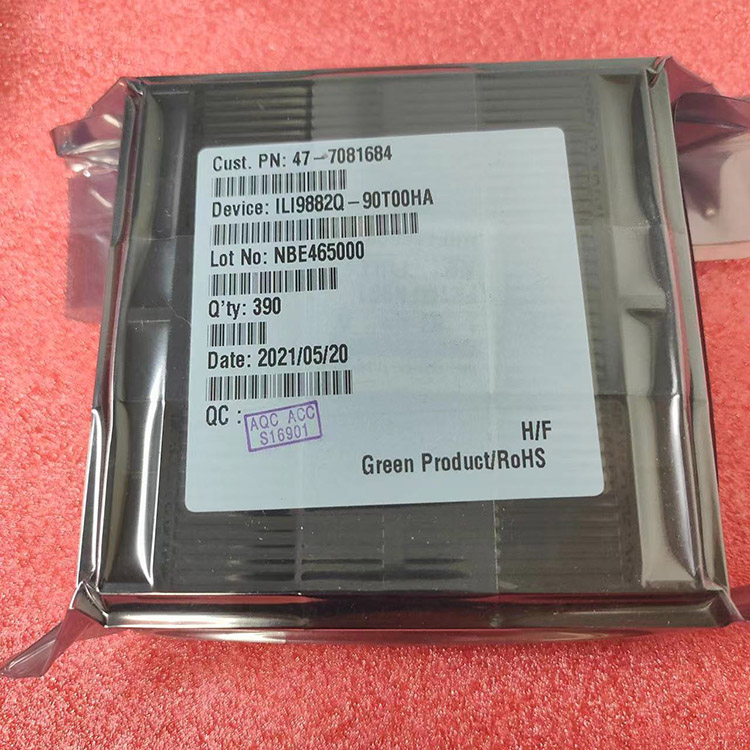 Cust. PN: 47-7081684
Device: ILI9882Q-90T00HA
Lot No: NBE465000
Q'ty: 390
Date: 2021/05/20
QC :
AQC ACC
S16901
H/F
Green Product/RoHS